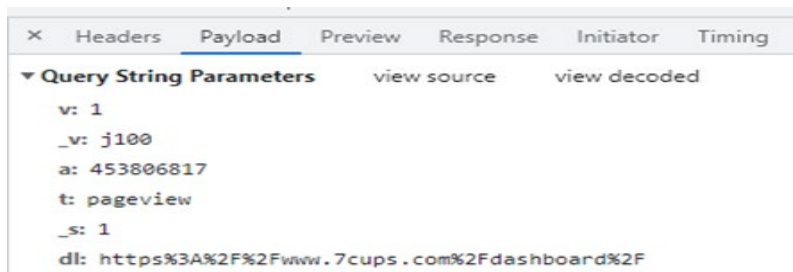 × Headers Payload Preview Response Initiator Timing
▾ Query String Parameters view source view decoded
v: 1
_v: j100
a: 453806817
t: pageview
_s: 1
dl: https%3A%2F%2Fwww.7cups.com%2Fdashboard%2F